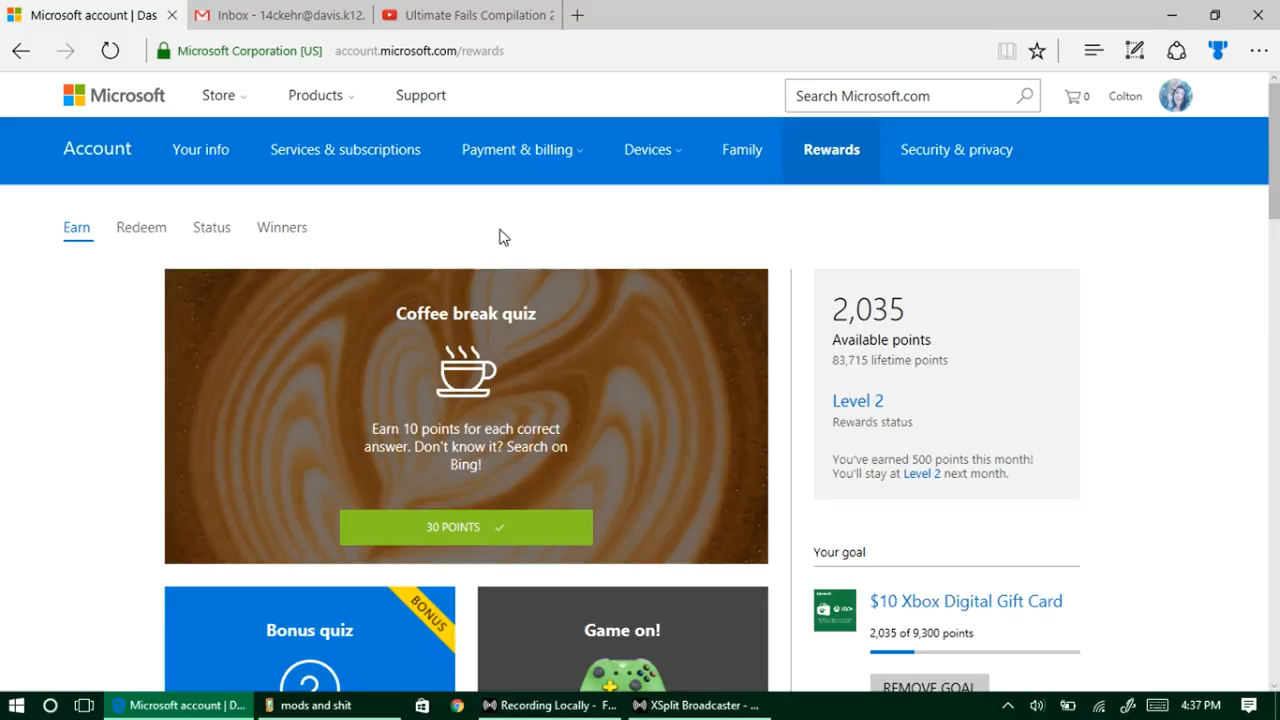 Microsoft account | Das
Inbox - 14ckehr@davis.k12.
Ultimate Fails Compilation 2
Microsoft Corporation [US]
account.microsoft.com/rewards
Microsoft
Store
Products
Support
Search Microsoft.com
0
Colton
Account
Your info
Services & subscriptions
Payment & billing
Devices
Family
Rewards
Security & privacy
Earn
Redeem
Status
Winners
Coffee break quiz
Earn 10 points for each correct
answer. Don't know it? Search on
Bing!
30 POINTS
2,035
Available points
83,715 lifetime points
Level 2
Rewards status
You've earned 500 points this month!
You'll stay at Level 2 next month.
Your goal
$10 Xbox Digital Gift Card
2,035 of 9,300 points
REMOVE GOAL
Bonus quiz
BONUS
Game on!
Microsoft account | D...
mods and shit
Recording Locally - F...
XSplit Broadcaster - ...
4:37 PM